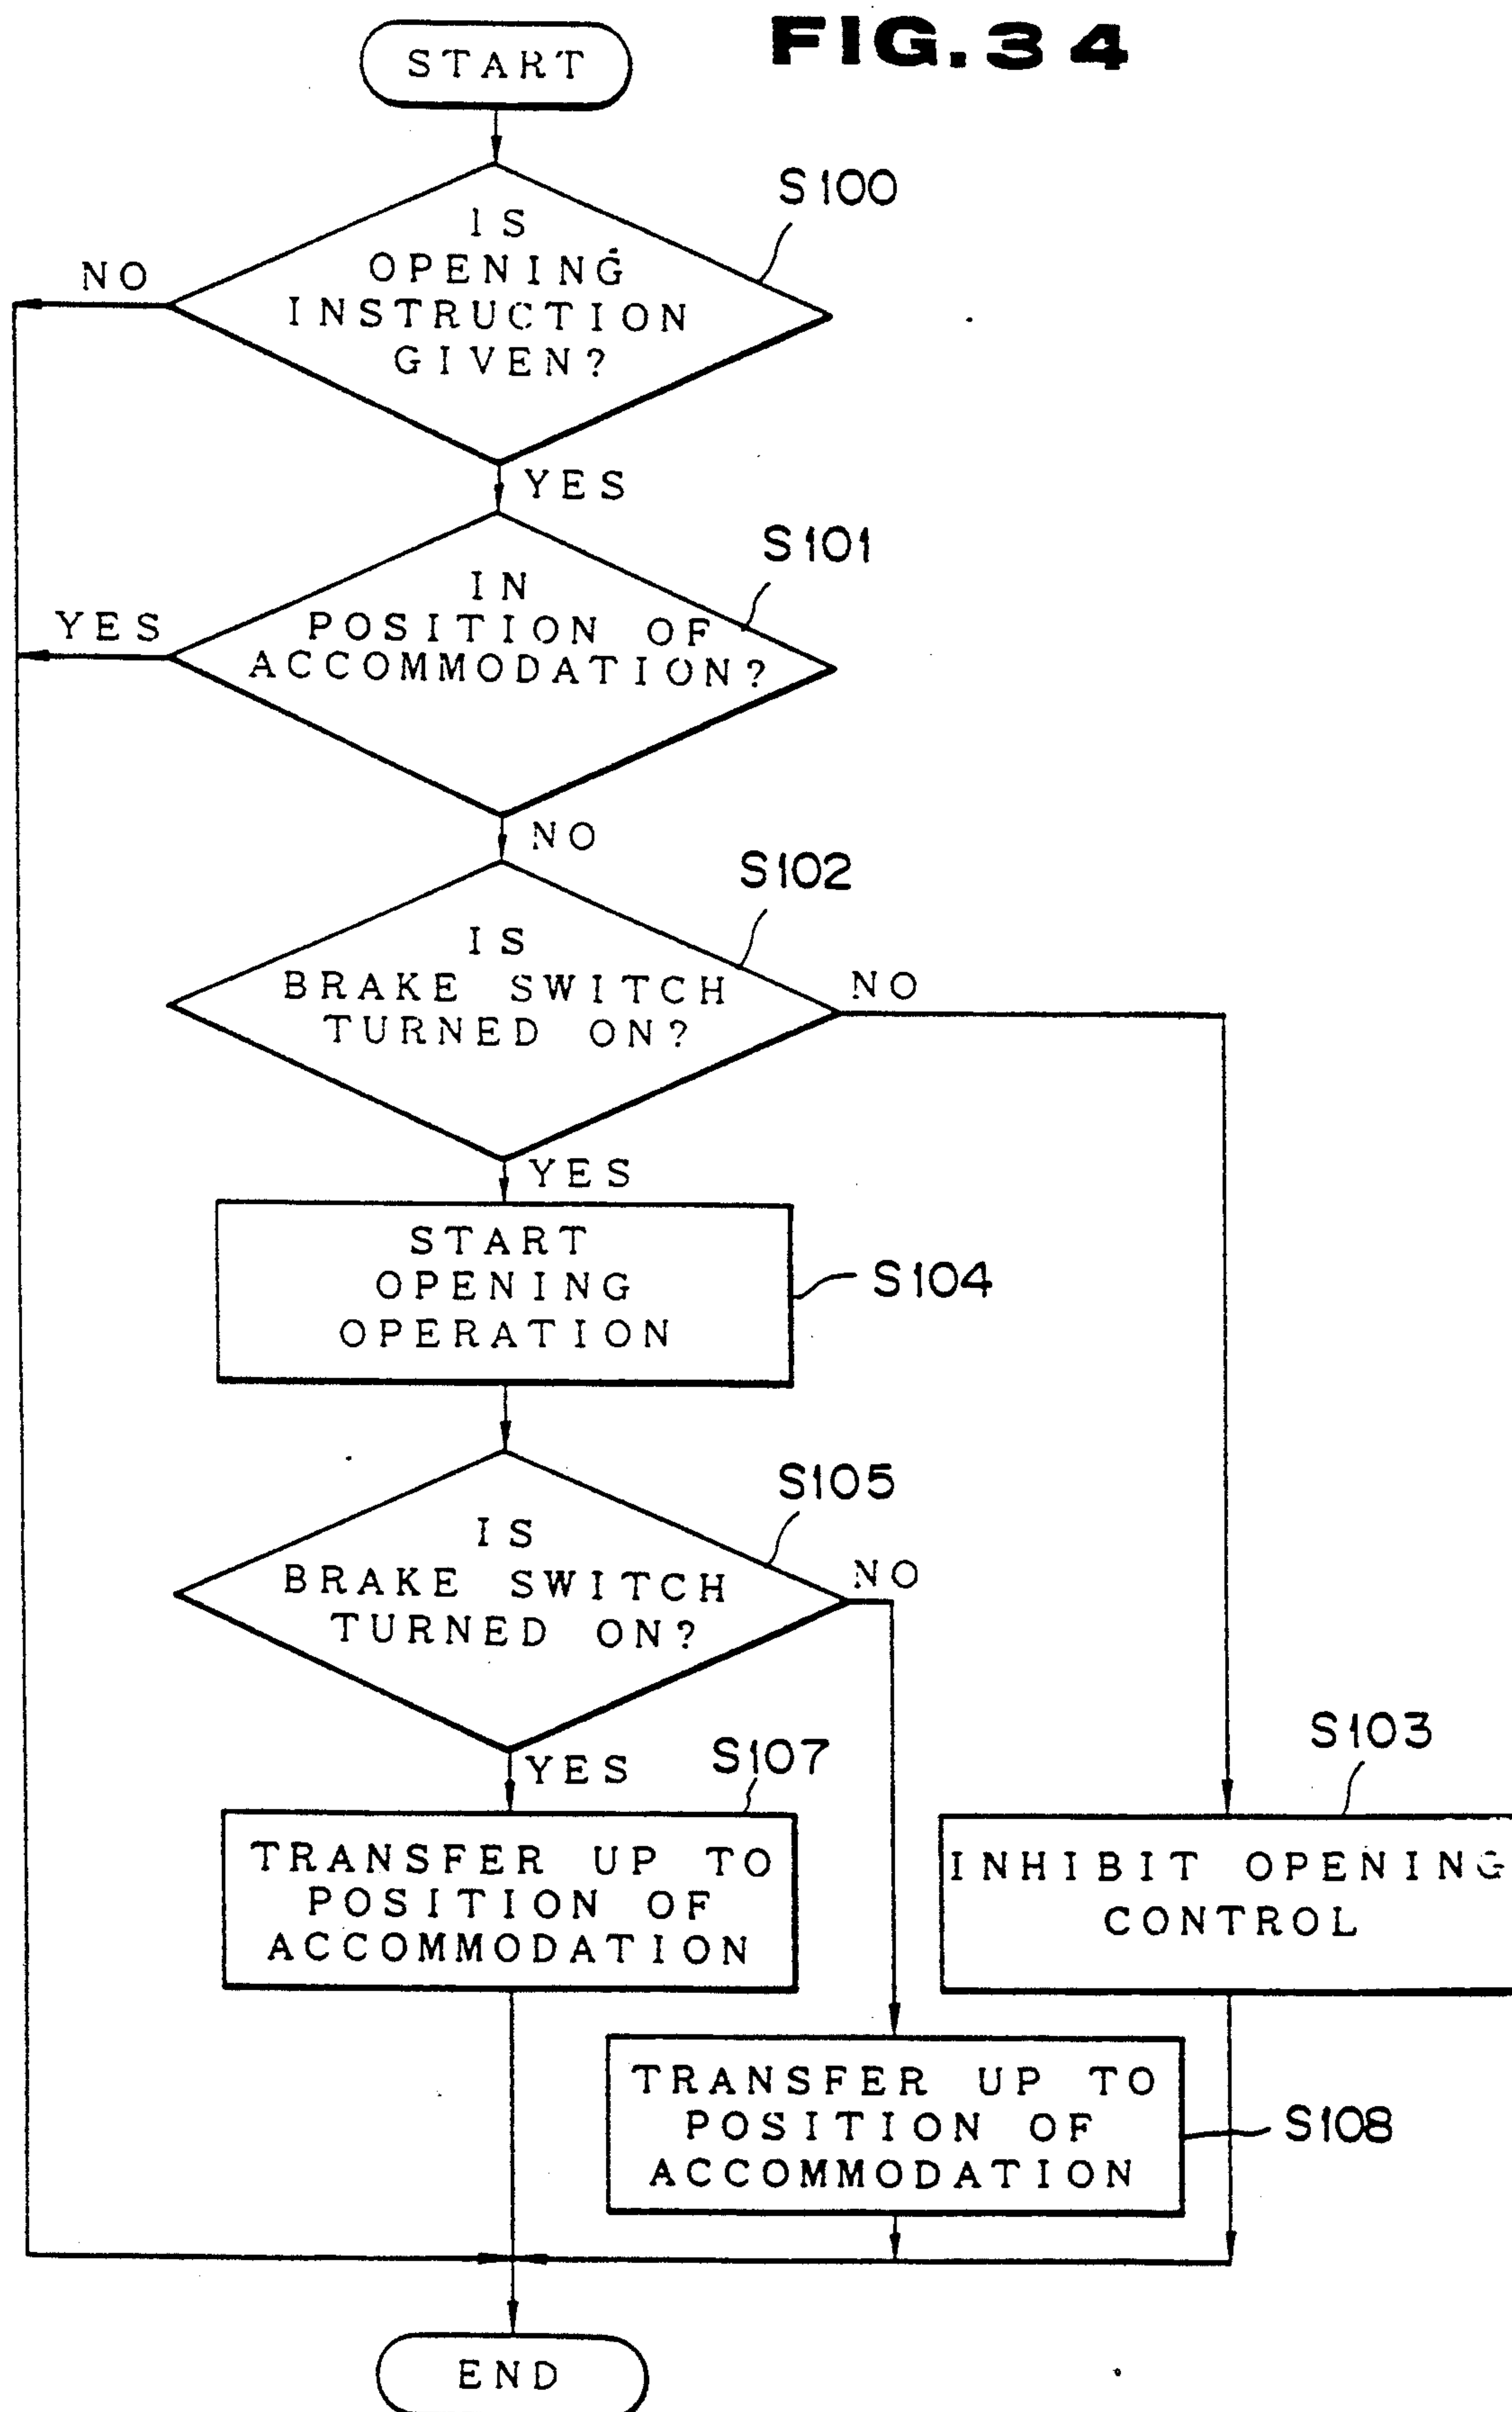 FIG.34
START
S100
IS
OPENING
INSTRUCTION
GIVEN?
NO
YES
S101
IN
POSITION OF
ACCOMMODATION?
YES
NO
S102
IS
BRAKE SWITCH
TURNED ON?
NO
YES
START
OPENING
OPERATION
S104
S105
IS
BRAKE SWITCH
TURNED ON?
NO
YES
S107
S103
TRANSFER UP TO
POSITION OF
ACCOMMODATION
INHIBIT OPENING
CONTROL
TRANSFER UP TO
POSITION OF
ACCOMMODATION
S108
END